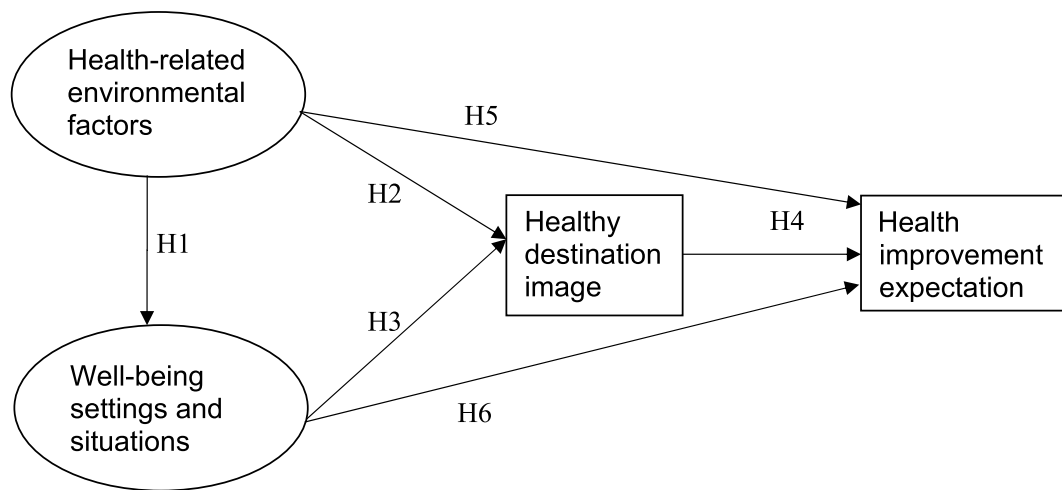 Health-related
environmental
factors
H5
H2
Healthy
destination
image
H4
Health
improvement
expectation
H1
H3
Well-being
settings and
situations
H6